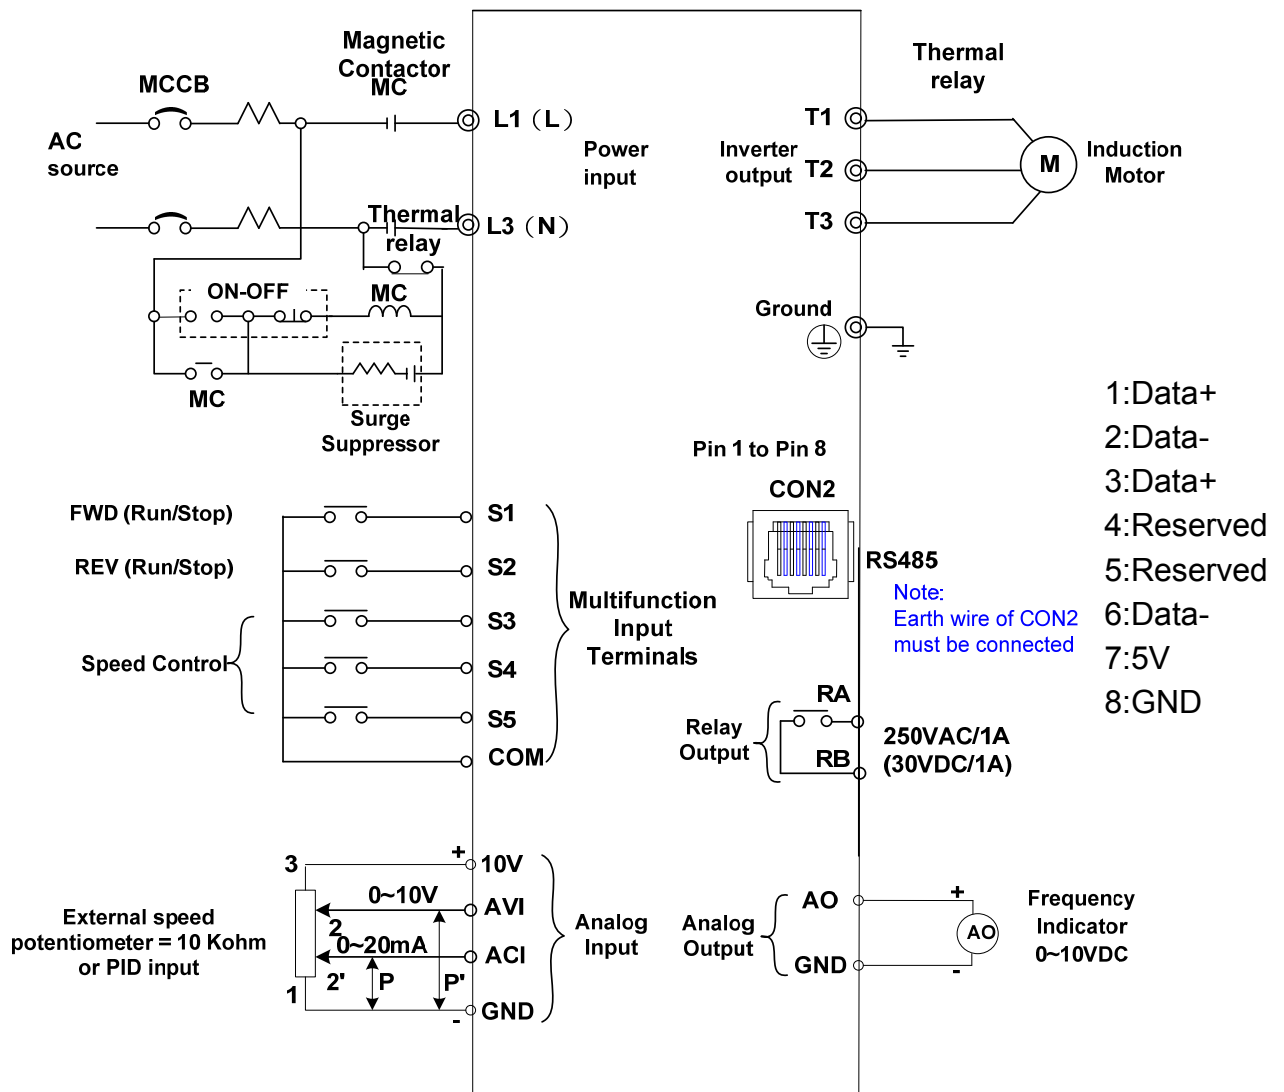 Magnetic
Contactor
MC
MCCB
AC
source
L1 (L)
Power
input
L3 (N)
Thermal
relay
ON-OFF
MC
MC
Surge
Suppressor
Thermal
relay
T1
Inverter
output
T2
T3
M
Induction
Motor
Ground
Pin 1 to Pin 8
CON2
RS485
Note:
Earth wire of CON2
must be connected
1:Data+
2:Data-
3:Data+
4:Reserved
5:Reserved
6:Data-
7:5V
8:GND
FWD (Run/Stop)
REV (Run/Stop)
Speed Control
S1
S2
S3
S4
S5
COM
Multifunction
Input
Terminals
Relay
Output
RA
RB
250VAC/1A
(30VDC/1A)
External speed
potentiometer = 10 Kohm
or PID input
3
+
10V
0~10V
AVI
2
0~20mA
ACI
2'
P
P'
1
-
GND
Analog
Input
Analog
Output
AO
GND
+
AO
-
Frequency
Indicator
0~10VDC